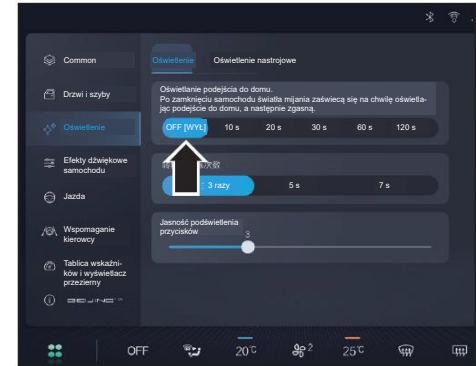 Common
Drzwi i szyby
Oświetlenie
Efekty dźwiękowe
samochodu
Jazda
Wspomaganie
kierowcy
Tablica wskaźni-
ków i wyświetlacz
przezierny
BEIJING
Oświetlenie Oświetlenie nastrojowe
Oświetlanie podejścia do domu.
Po zamknięciu samochodu światła mijania zaświecą się na chwilę oświetla-
jąc podejście do domu, a następnie zgasną.
OFF [WYŁ] 10 s 20 s 30 s 60 s 120 s
次数
3 razy 5 s 7 s
Jasność podświetlenia
przycisków
3
OFF 20°C 2 25°C